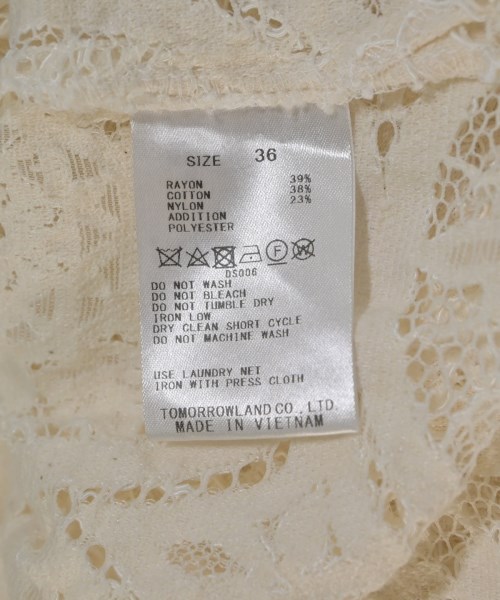 SIZE 36
RAYON 39%
COTTON 38%
NYLON 23%
ADDITION
POLYESTER
DS006
DO NOT WASH
DO NOT BLEACH
DO NOT TUMBLE DRY
IRON LOW
DRY CLEAN SHORT CYCLE
DO NOT MACHINE WASH
USE LAUNDRY NET
IRON WITH PRESS CLOTH
TOMORROWLAND CO., LTD.
MADE IN VIETNAM